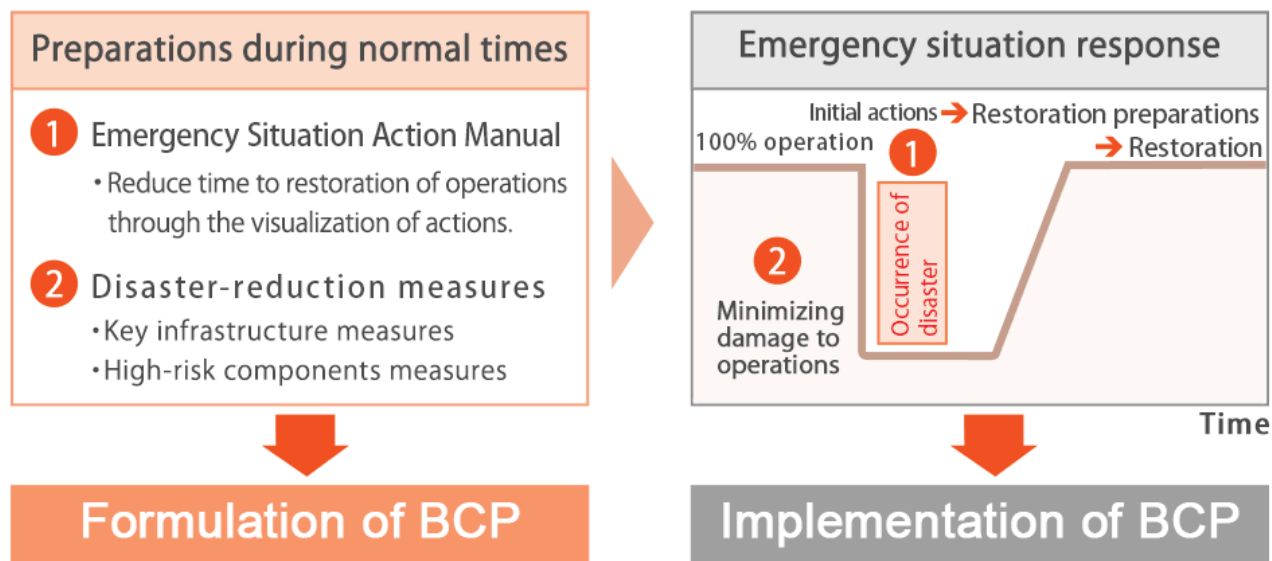 Preparations during normal times
1 Emergency Situation Action Manual
・Reduce time to restoration of operations
through the visualization of actions.
2 Disaster-reduction measures
・Key infrastructure measures
・High-risk components measures
Formulation of BCP
Emergency situation response
Initial actions → Restoration preparations
→ Restoration
100% operation
1
Occurrence of
disaster
2
Minimizing
damage to
operations
Time
Implementation of BCP